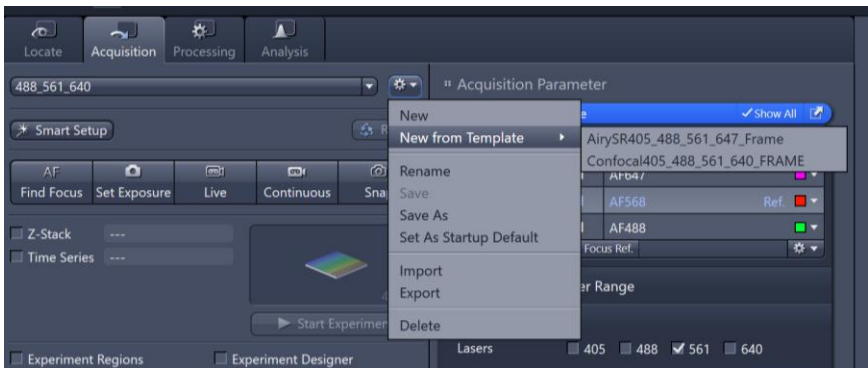 Locate
Acquisition
Processing
Analysis
488_561_640
Acquisition Parameter
New
Show All
Smart Setup
New from Template
AirySR405_488_561_647_Frame
Confocal405_488_561_640_FRAME
AF
Find Focus
Set Exposure
Live
Continuous
Rename
AF647
Save
AF568
Ref.
Save As
AF488
Z-Stack
---
Set As Startup Default
Focus Ref.
Time Series
---
Import
Export
Range
Start
Delete
Experiment Regions
Experiment Designer
Lasers
405
488
561
640